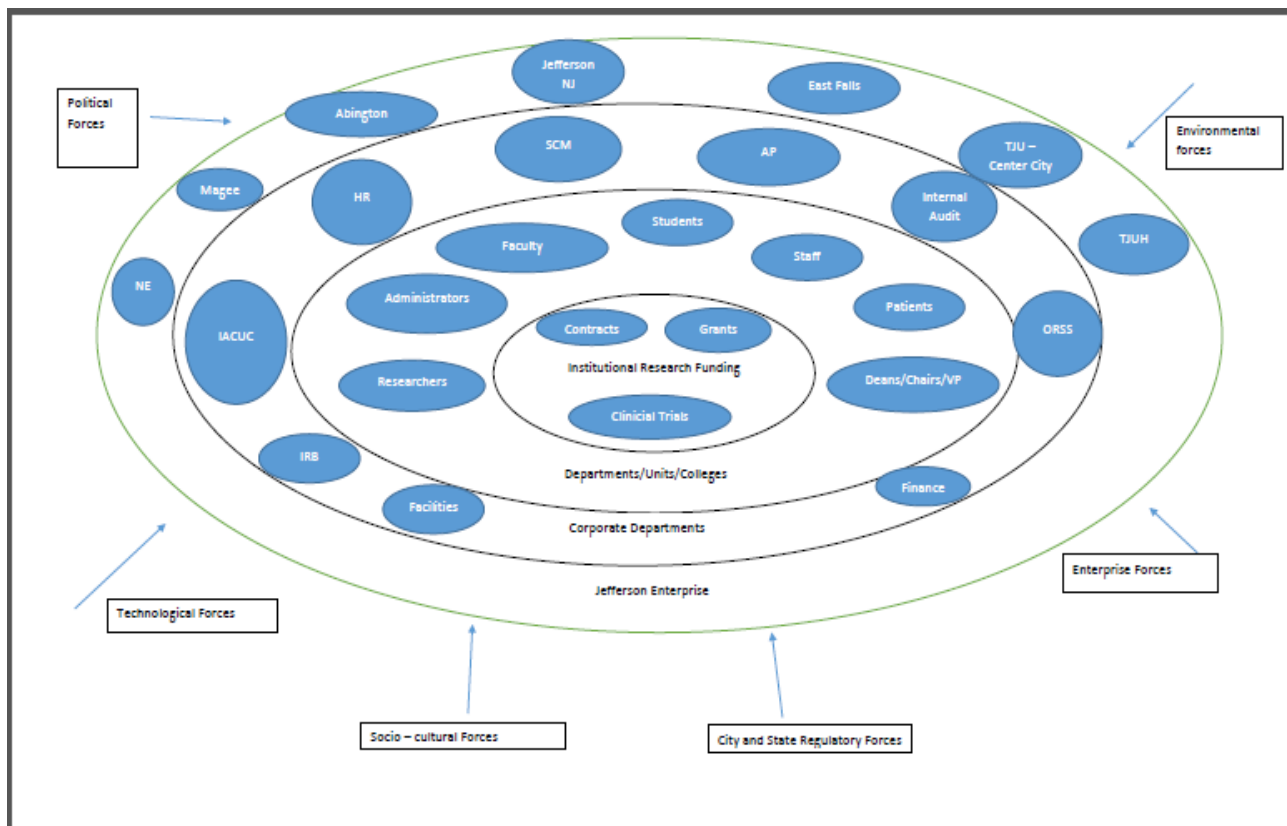 Jefferson
NJ
East Falls
Political
Forces
Abington
Environmental
forces
SCM
AP
TJU –
Center City
Magee
HR
Internal
Audit
Students
TJUH
Faculty
Staff
NE
Administrators
Patients
IACUC
Contracts
Grants
ORSS
Institutional Research Funding
Researchers
Deans/Chairs/VP
Clinicial Trials
IRB
Departments/Units/Colleges
Finance
Facilities
Corporate Departments
Enterprise Forces
Jefferson Enterprise
Technological Forces
Socio – cultural Forces
City and State Regulatory Forces